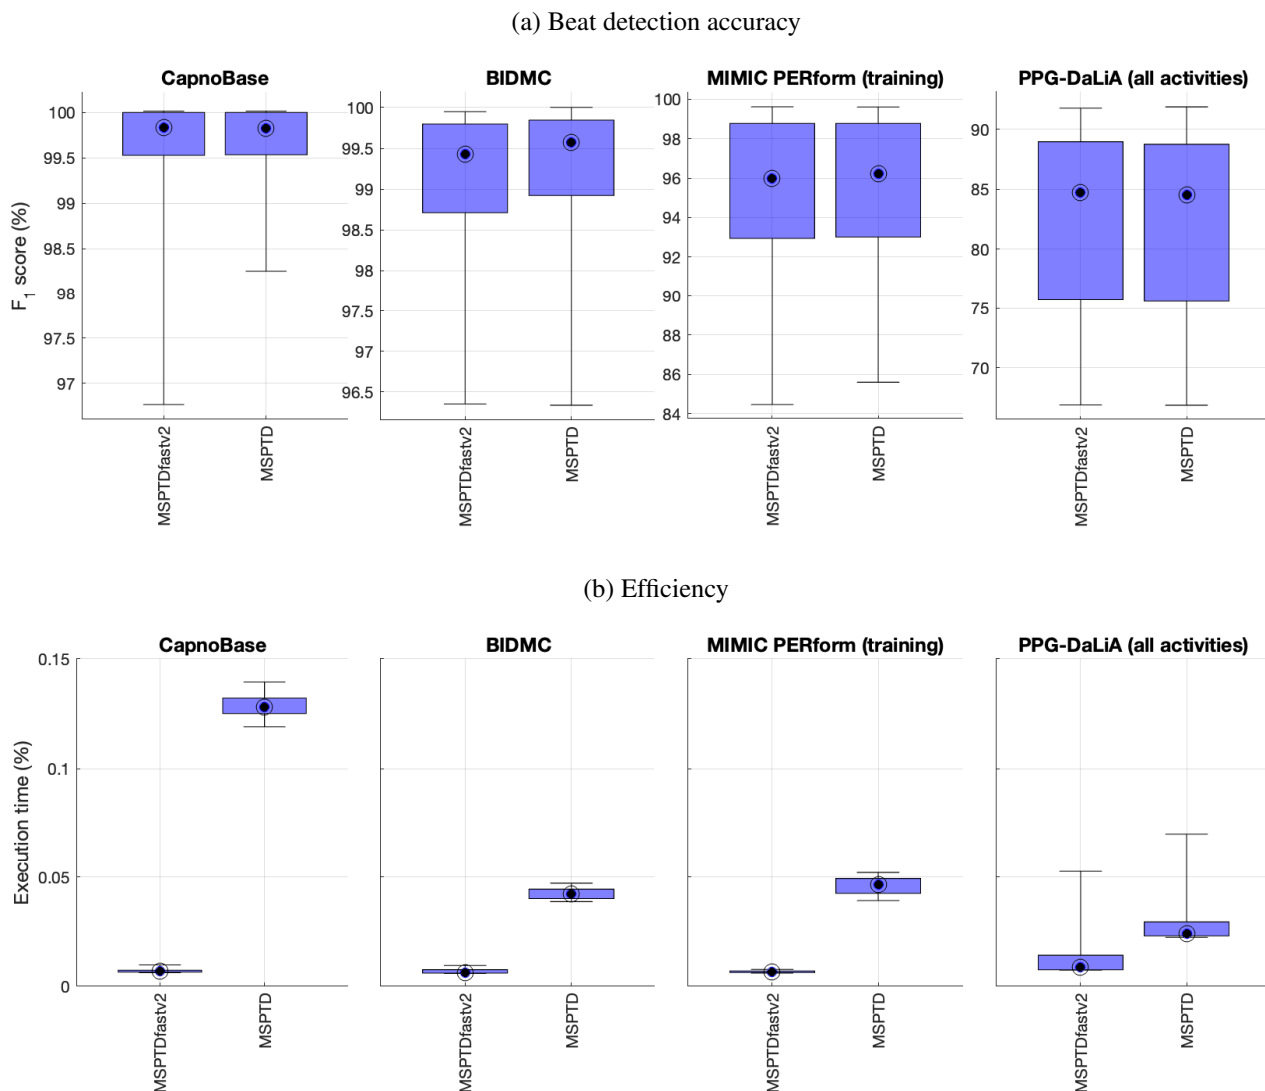 (a) Beat detection accuracy
CapnoBase
BIDMC
MIMIC PERform (training)
PPG-DaLiA (all activities)
F1 score (%)
100
99.5
99
98.5
98
97.5
97
100
99.5
99
98.5
98
97.5
97
96.5
100
98
96
94
92
90
88
86
84
90
85
80
75
70
MSPTDfastv2
MSPTD
MSPTDfastv2
MSPTD
MSPTDfastv2
MSPTD
MSPTDfastv2
MSPTD
(b) Efficiency
CapnoBase
BIDMC
MIMIC PERform (training)
PPG-DaLiA (all activities)
Execution time (%)
0.15
0.1
0.05
0
MSPTDfastv2
MSPTD
MSPTDfastv2
MSPTD
MSPTDfastv2
MSPTD
MSPTDfastv2
MSPTD